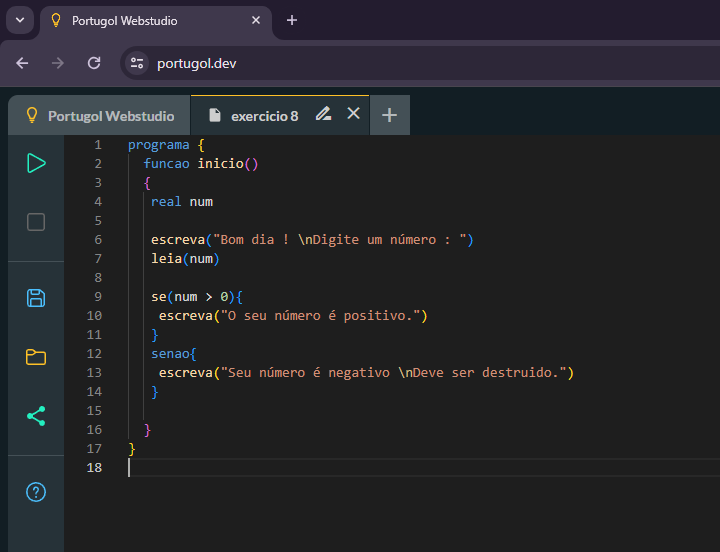 Portugol Webstudio
portugol.dev
Portugol Webstudio exercicio 8
1 programa {
2 funcao inicio()
3 {
4 real num
5
6 escreva("Bom dia ! \nDigite um número : ")
7 leia(num)
8
9 se(num > 0){
10 escreva("O seu número é positivo.")
11 }
12 senao{
13 escreva("Seu número é negativo \nDeve ser destruido.")
14 }
15
16 }
17 }
18